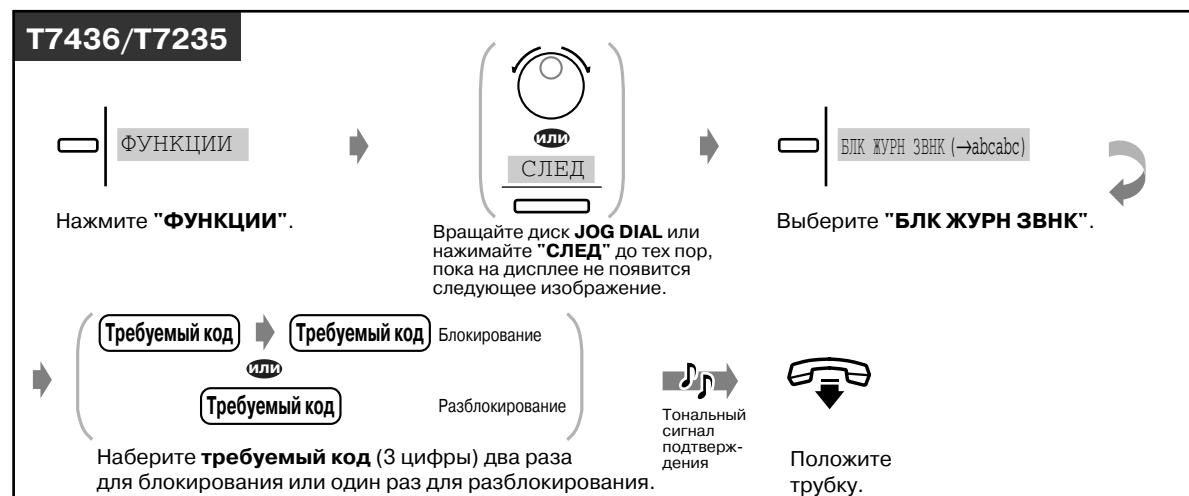 T7436/T7235
ФУНКЦИИ
Нажмите "ФУНКЦИИ".
или
СЛЕД
Вращайте диск JOG DIAL или
нажимайте "СЛЕД" до тех пор,
пока на дисплее не появится
следующее изображение.
БЛК ЖУРН ЗВНК (→abcabc)
Выберите "БЛК ЖУРН ЗВНК".
Требуемый код Требуемый код Блокирование
или
Требуемый код Разблокирование
Наберите требуемый код (3 цифры) два раза
для блокирования или один раз для разблокирования.
Тональный
сигнал
подтверж-
дения
Положите
трубку.